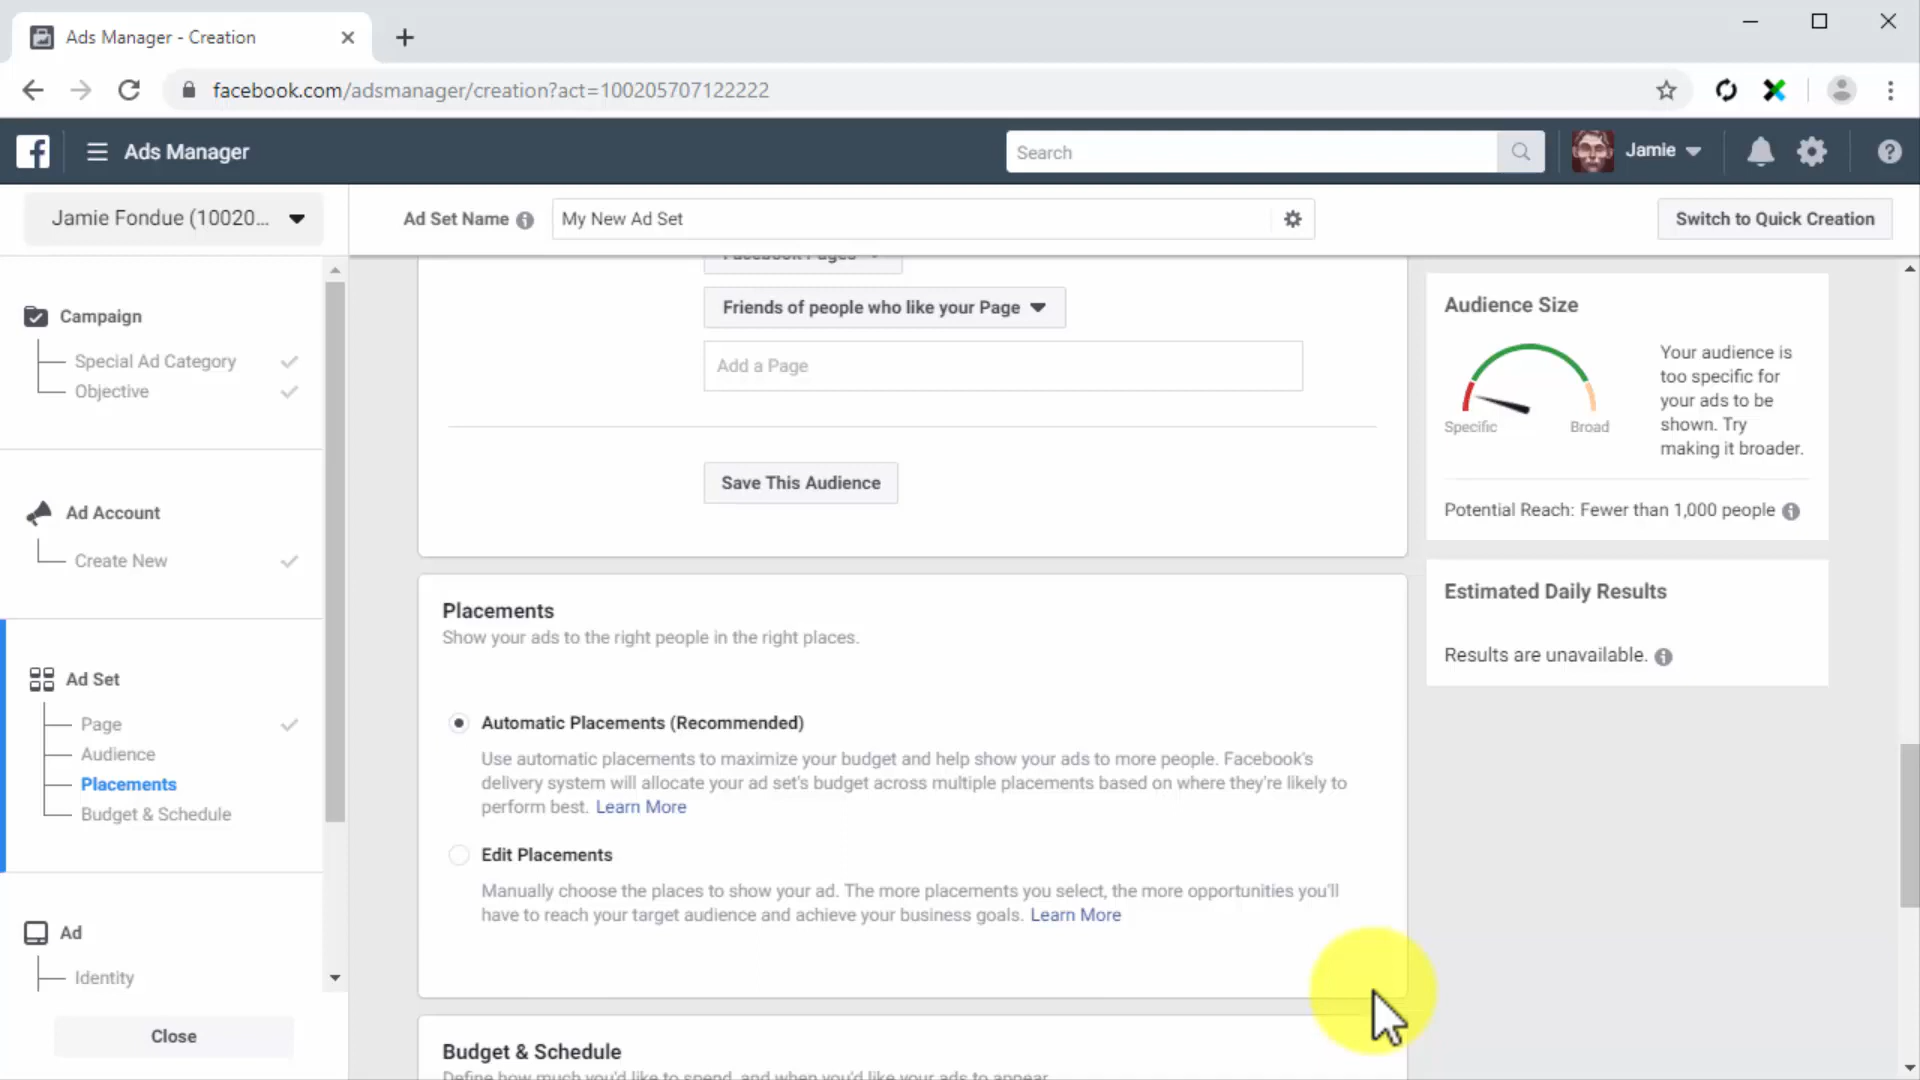 Ads Manager - Creation
facebook.com/adsmanager/creation?act=100205707122222
Ads Manager
Search
Jamie
Jamie Fondue (10020...
Ad Set Name
My New Ad Set
Switch to Quick Creation
Campaign
Special Ad Category
Objective
Ad Account
Create New
Ad Set
Page
Audience
Placements
Budget & Schedule
Ad
Identity
Close
Facebook Pages
Friends of people who like your Page
Add a Page
Save This Audience
Placements
Show your ads to the right people in the right places.
Automatic Placements (Recommended)
Use automatic placements to maximize your budget and help show your ads to more people. Facebook's
delivery system will allocate your ad set's budget across multiple placements based on where they're likely to
perform best. Learn More
Edit Placements
Manually choose the places to show your ad. The more placements you select, the more opportunities you'll
have to reach your target audience and achieve your business goals. Learn More
Budget & Schedule
Define how much you'd like to spend, and when you'd like your ads to appear.
Audience Size
Specific
Broad
Your audience is
too specific for
your ads to be
shown. Try
making it broader.
Potential Reach: Fewer than 1,000 people
Estimated Daily Results
Results are unavailable.